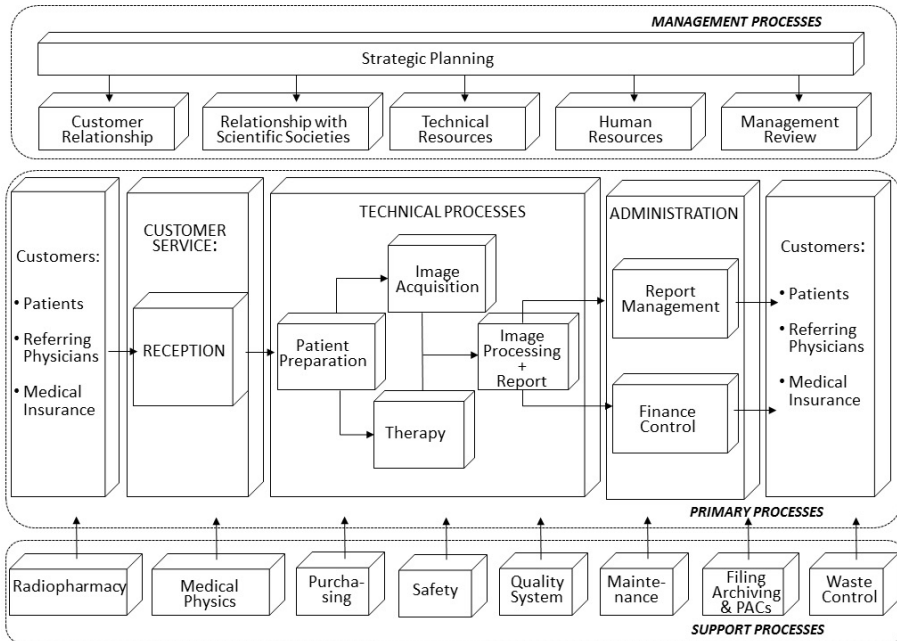 MANAGEMENT PROCESSES
Strategic Planning
Customer
Relationship
Relationship with
Scientific Societies
Technical
Resources
Human
Resources
Management
Review
Customers:
• Patients
• Referring
Physicians
• Medical
Insurance
CUSTOMER
SERVICE:
RECEPTION
TECHNICAL PROCESSES
Image
Acquisition
Patient
Preparation
Therapy
Image
Processing
+
Report
ADMINISTRATION
Report
Management
Finance
Control
Customers:
• Patients
• Referring
Physicians
• Medical
Insurance
PRIMARY PROCESSES
Radiopharmacy
Medical
Physics
Purcha-
sing
Safety
Quality
System
Mainte-
nance
Filing
Archiving
& PACs
Waste
Control
SUPPORT PROCESSES